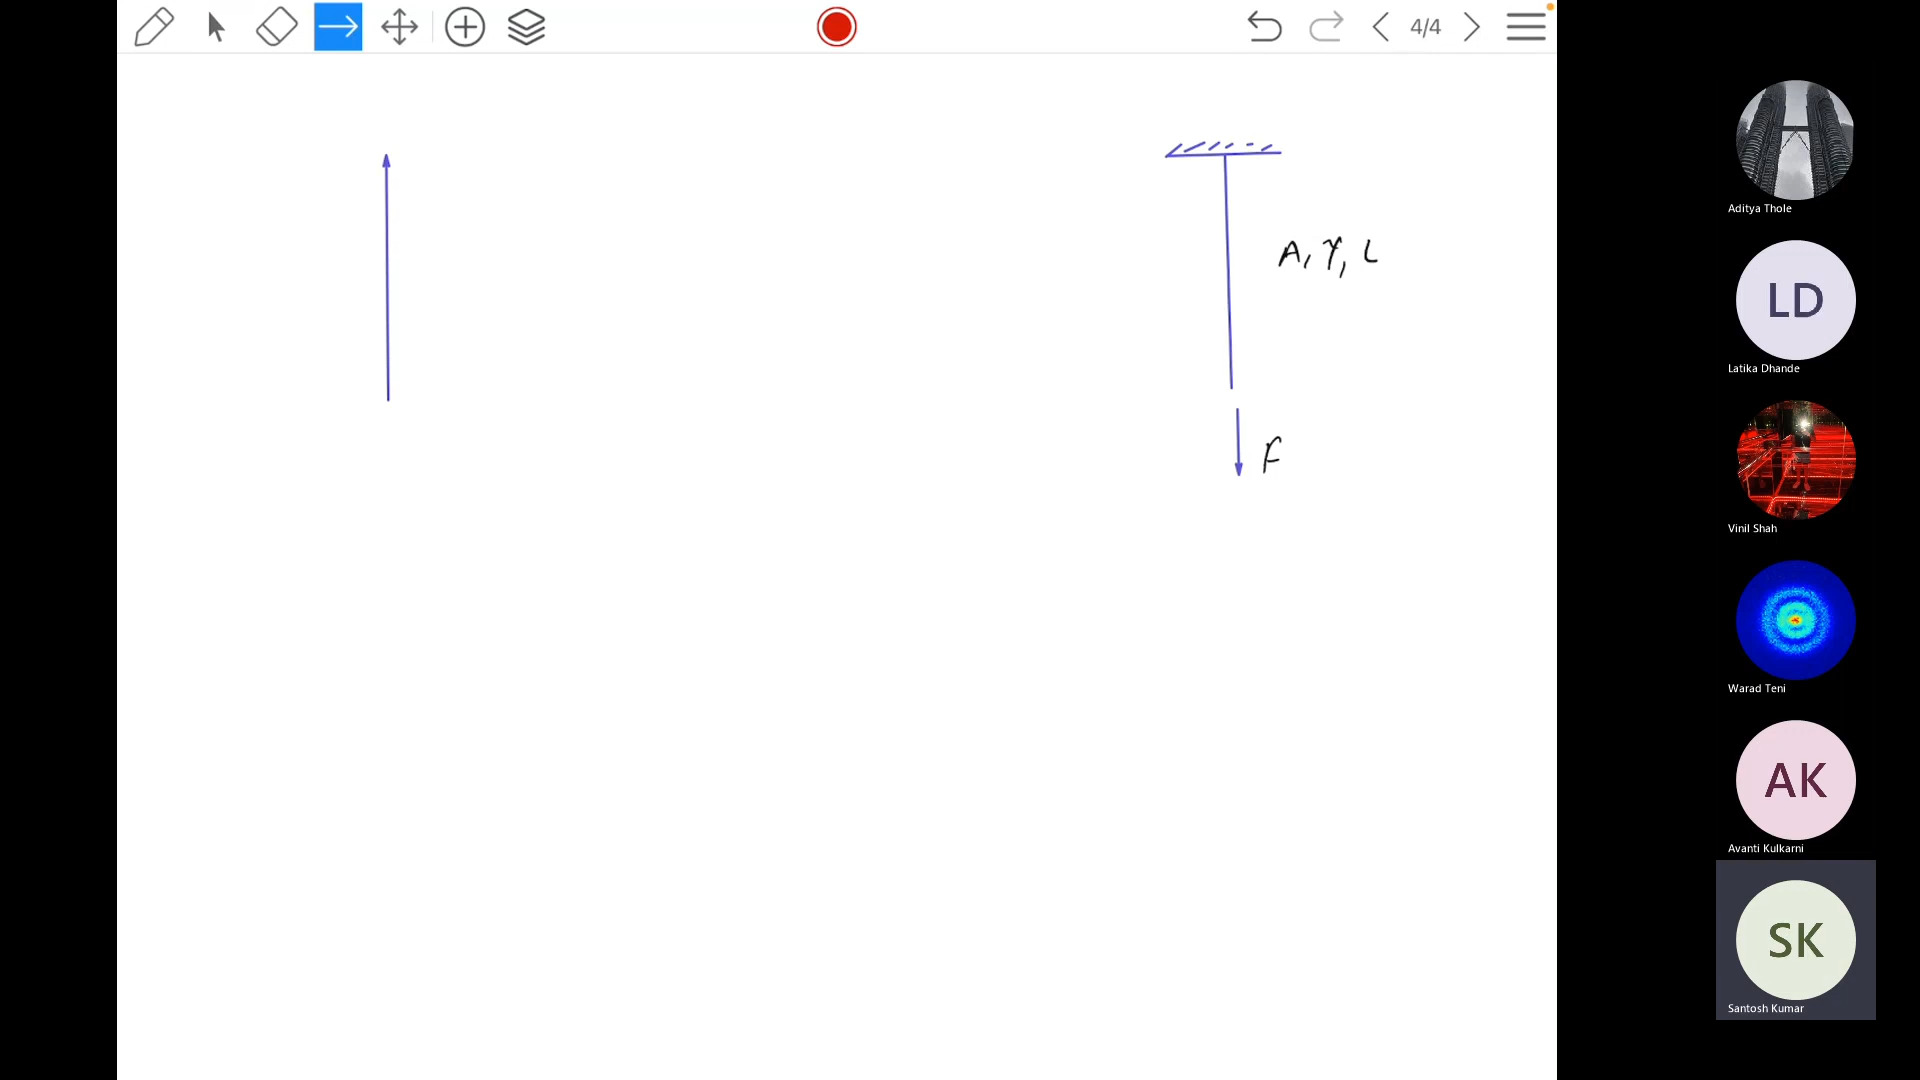 4/4
A, Y, L
F
Aditya Thole
LD
Latika Dhande
Vinil Shah
Warad Teni
AK
Avanti Kulkarni
SK
Santosh Kumar